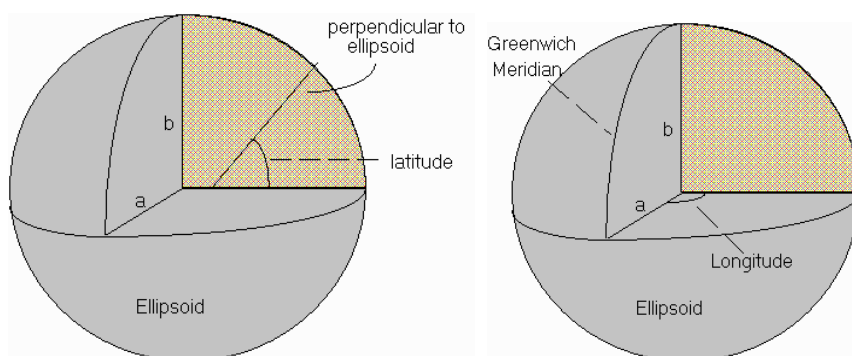 perpendicular to
ellipsoid
b
latitude
a
Ellipsoid
Greenwich
Meridian
b
a
Longitude
Ellipsoid